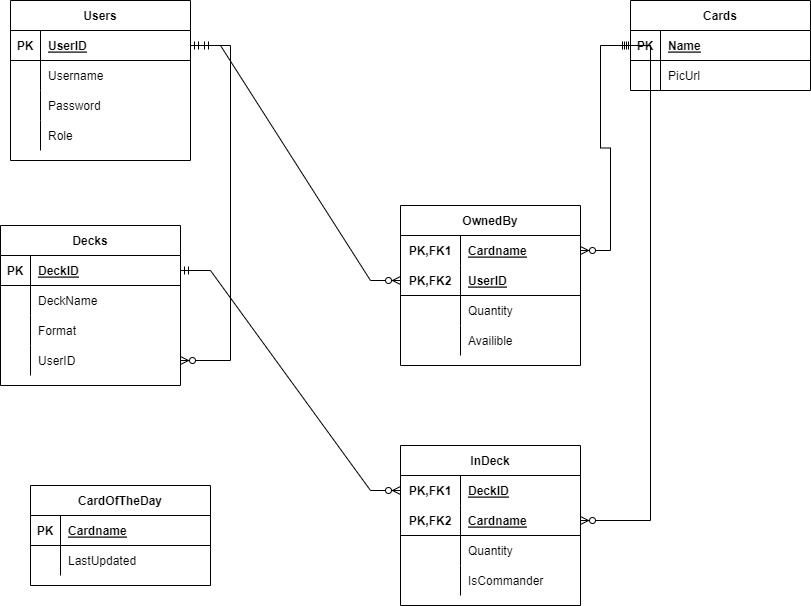 Users
PK UserID
Username
Password
Role
Cards
PK Name
PicUrl
Decks
PK DeckID
DeckName
Format
UserID
OwnedBy
PK,FK1 Cardname
PK,FK2 UserID
Quantity
Availible
CardOfTheDay
PK Cardname
LastUpdated
InDeck
PK,FK1 DeckID
PK,FK2 Cardname
Quantity
IsCommander